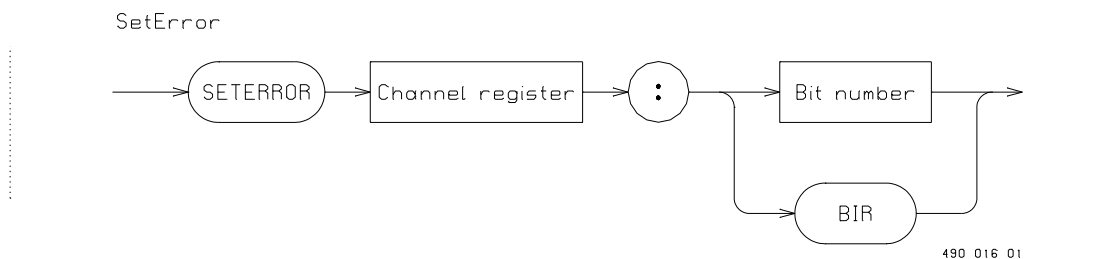 SetError
SETERROR Channel register : Bit number
BIR
490 016 01